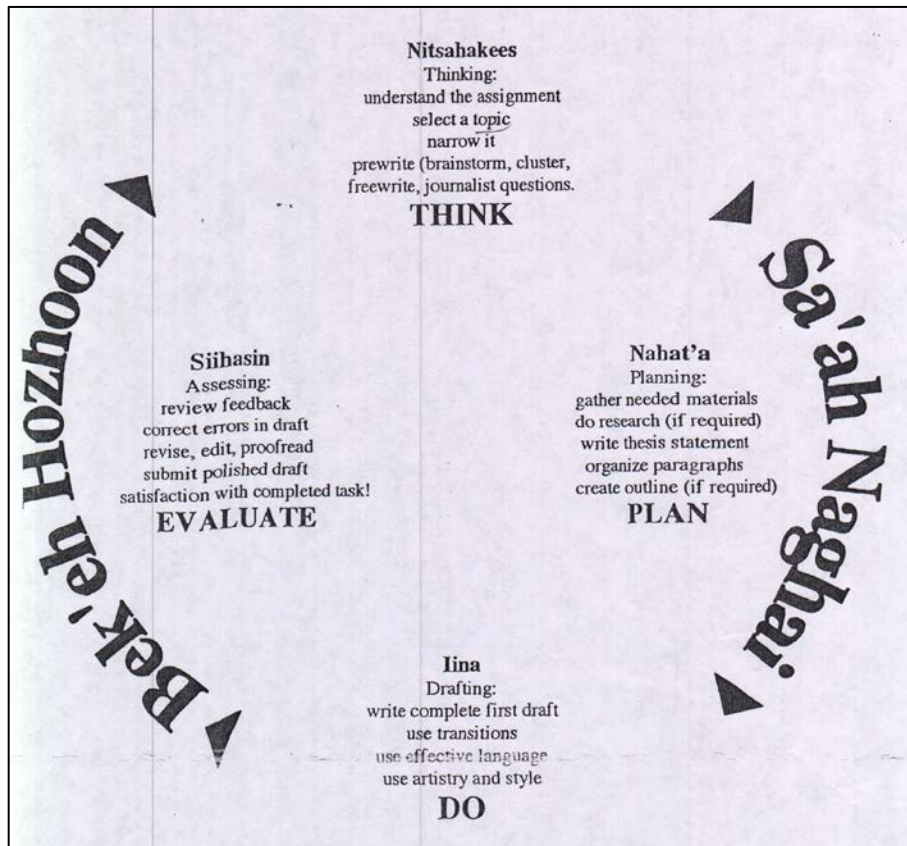 Nitsahakees
Thinking:
understand the assignment
select a topic
narrow it
prewrite (brainstorm, cluster,
freewrite, journalist questions.
THINK
Sa'ah Naghai
Nahat'a
Planning:
gather needed materials
do research (if required)
write thesis statement
organize paragraphs
create outline (if required)
PLAN
Iina
Drafting:
write complete first draft
use transitions
use effective language
use artistry and style
DO
Siihasin
Assessing:
review feedback
correct errors in draft
revise, edit, proofread
submit polished draft
satisfaction with completed task!
EVALUATE
Bek'eh Hozhoon